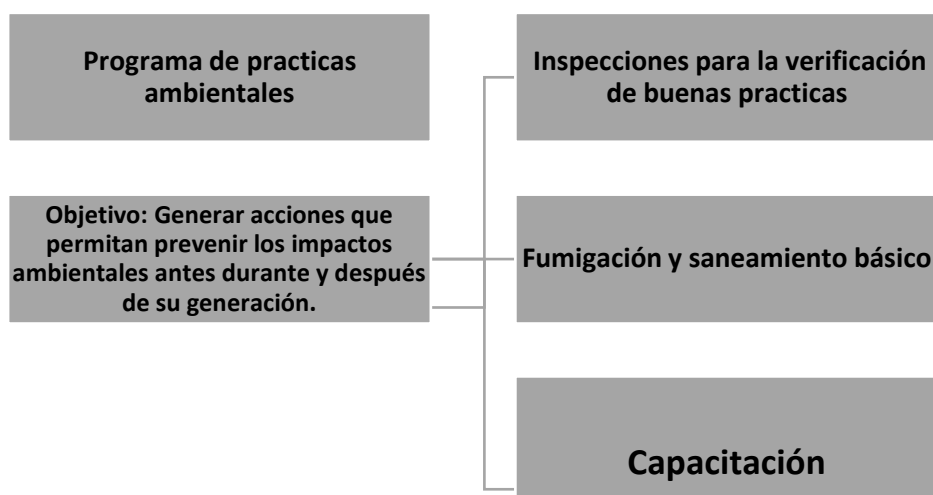 Programa de practicas
ambientales
Objetivo: Generar acciones que
permitan prevenir los impactos
ambientales antes durante y después
de su generación.
Inspecciones para la verificación
de buenas practicas
Fumigación y saneamiento básico
Capacitación